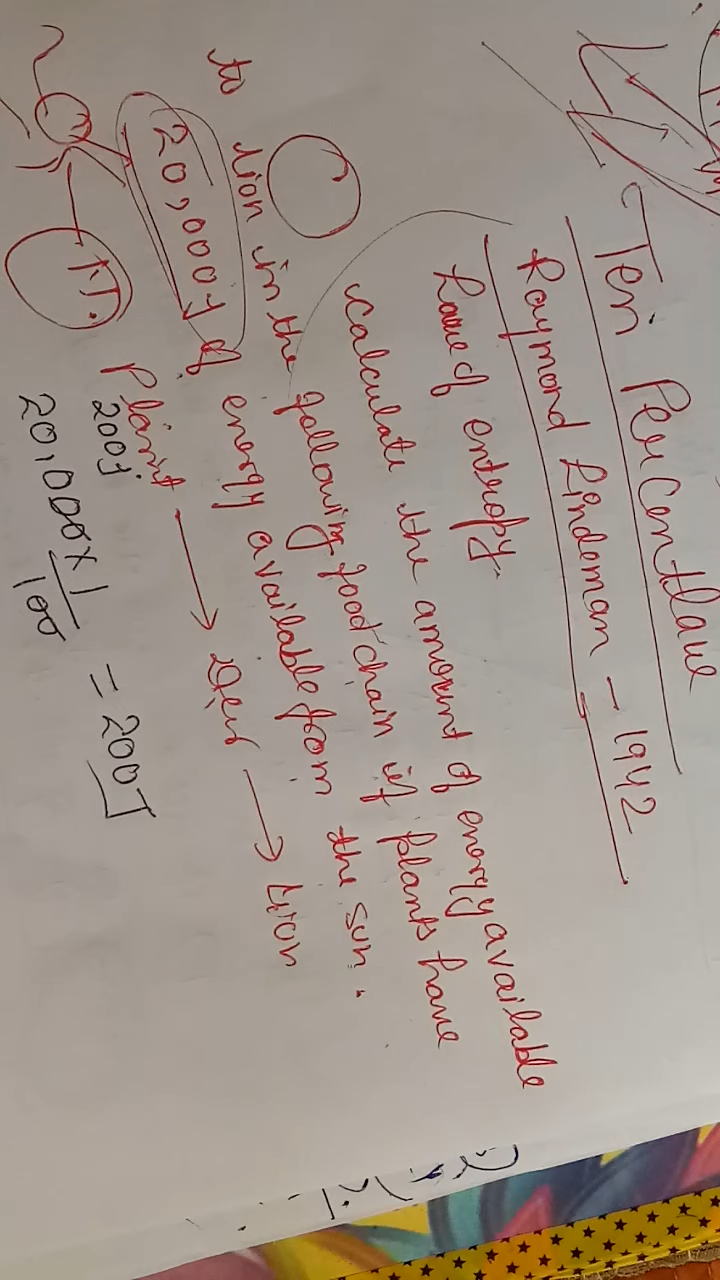 Ten Percent law
Raymond Lindeman - 1942
Law of entropy.
Calculate the amount of energy available
to lion in the following food chain if plants have
20,000J of energy available from the sun.
1%. Plant → Deer → Lion
200J
20,000 × 1/100 = 200J